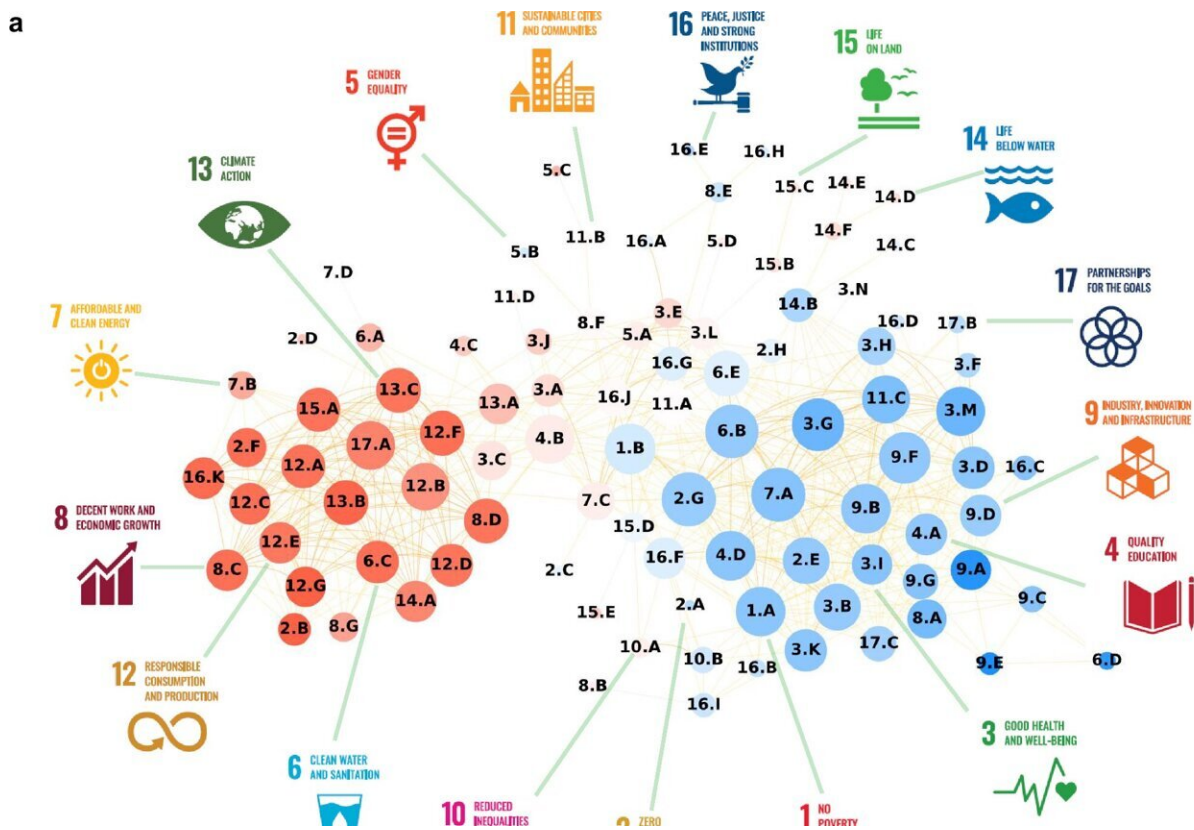 a
11 SUSTAINABLE CITIES
AND COMMUNITIES
16 PEACE, JUSTICE
AND STRONG
INSTITUTIONS
15 LIFE
ON LAND
5 GENDER
EQUALITY
14 LIFE
BELOW WATER
13 CLIMATE
ACTION
16.E 16.H
5.C 8.E 15.C 14.E 14.D
5.B 11.B 16.A 5.D 14.F 14.C
7.D 15.B
17 PARTNERSHIPS
FOR THE GOALS
11.D 14.B 3.N
7 AFFORDABLE AND
CLEAN ENERGY
8.F 3.E 16.D 17.B
2.D 6.A 4.C 3.J 5.A 3.L 2.H 3.H
16.G 6.E 3.F
7.B 13.C 3.A 16.J 11.A 11.C 3.M
15.A 13.A
9 INDUSTRY, INNOVATION
AND INFRASTRUCTURE
2.F 17.A 12.F 4.B 1.B 6.B 3.G
16.K 12.A 3.C 9.F 3.D 16.C
12.C 13.B 12.B 7.C 2.G 7.A 9.B 9.D
8 DECENT WORK AND
ECONOMIC GROWTH
12.E 8.D 15.D 4.A
4 QUALITY
EDUCATION
8.C 6.C 12.D 2.C 16.F 4.D 2.E 3.I 9.G 9.A
12.G 14.A 15.E 2.A 1.A 3.B 8.A 9.C
2.B 8.G 10.A 10.B 16.B 3.K 17.C 9.E 6.D
12 RESPONSIBLE
CONSUMPTION
AND PRODUCTION
8.B 16.I
3 GOOD HEALTH
AND WELL-BEING
6 CLEAN WATER
AND SANITATION
10 REDUCED
INEQUALITIES
ZERO
1 NO
POVERTY